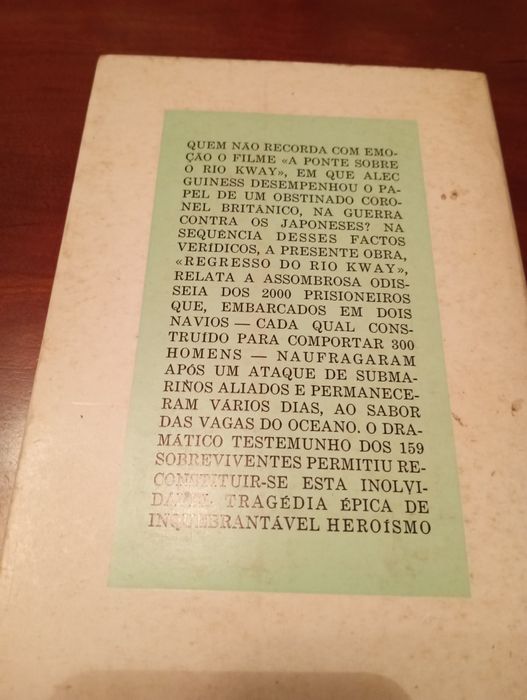 QUEM NÃO RECORDA COM EMO-
ÇÃO O FILME «A PONTE SOBRE
O RIO KWAY», EM QUE ALEC
GUINESS DESEMPENHOU O PA-
PEL DE UM OBSTINADO CORO-
NEL BRITÂNICO, NA GUERRA
CONTRA OS JAPONESES? NA
SEQUÊNCIA DESSES FACTOS
VERÍDICOS, A PRESENTE OBRA,
«REGRESSO DO RIO KWAY»,
RELATA A ASSOMBROSA ODIS-
SEIA DOS 2000 PRISIONEIROS
QUE, EMBARCADOS EM DOIS
NAVIOS — CADA QUAL CONS-
TRUÍDO PARA COMPORTAR 300
HOMENS — NAUFRAGARAM
APÓS UM ATAQUE DE SUBMA-
RINOS ALIADOS E PERMANECE-
RAM VÁRIOS DIAS, AO SABOR
DAS VAGAS DO OCEANO. O DRA-
MÁTICO TESTEMUNHO DOS 159
SOBREVIVENTES PERMITIU RE-
CONSTITUIR-SE ESTA INOLVI-
DÁVEL TRAGÉDIA ÉPICA DE
INQUEBRANTÁVEL HEROÍSMO